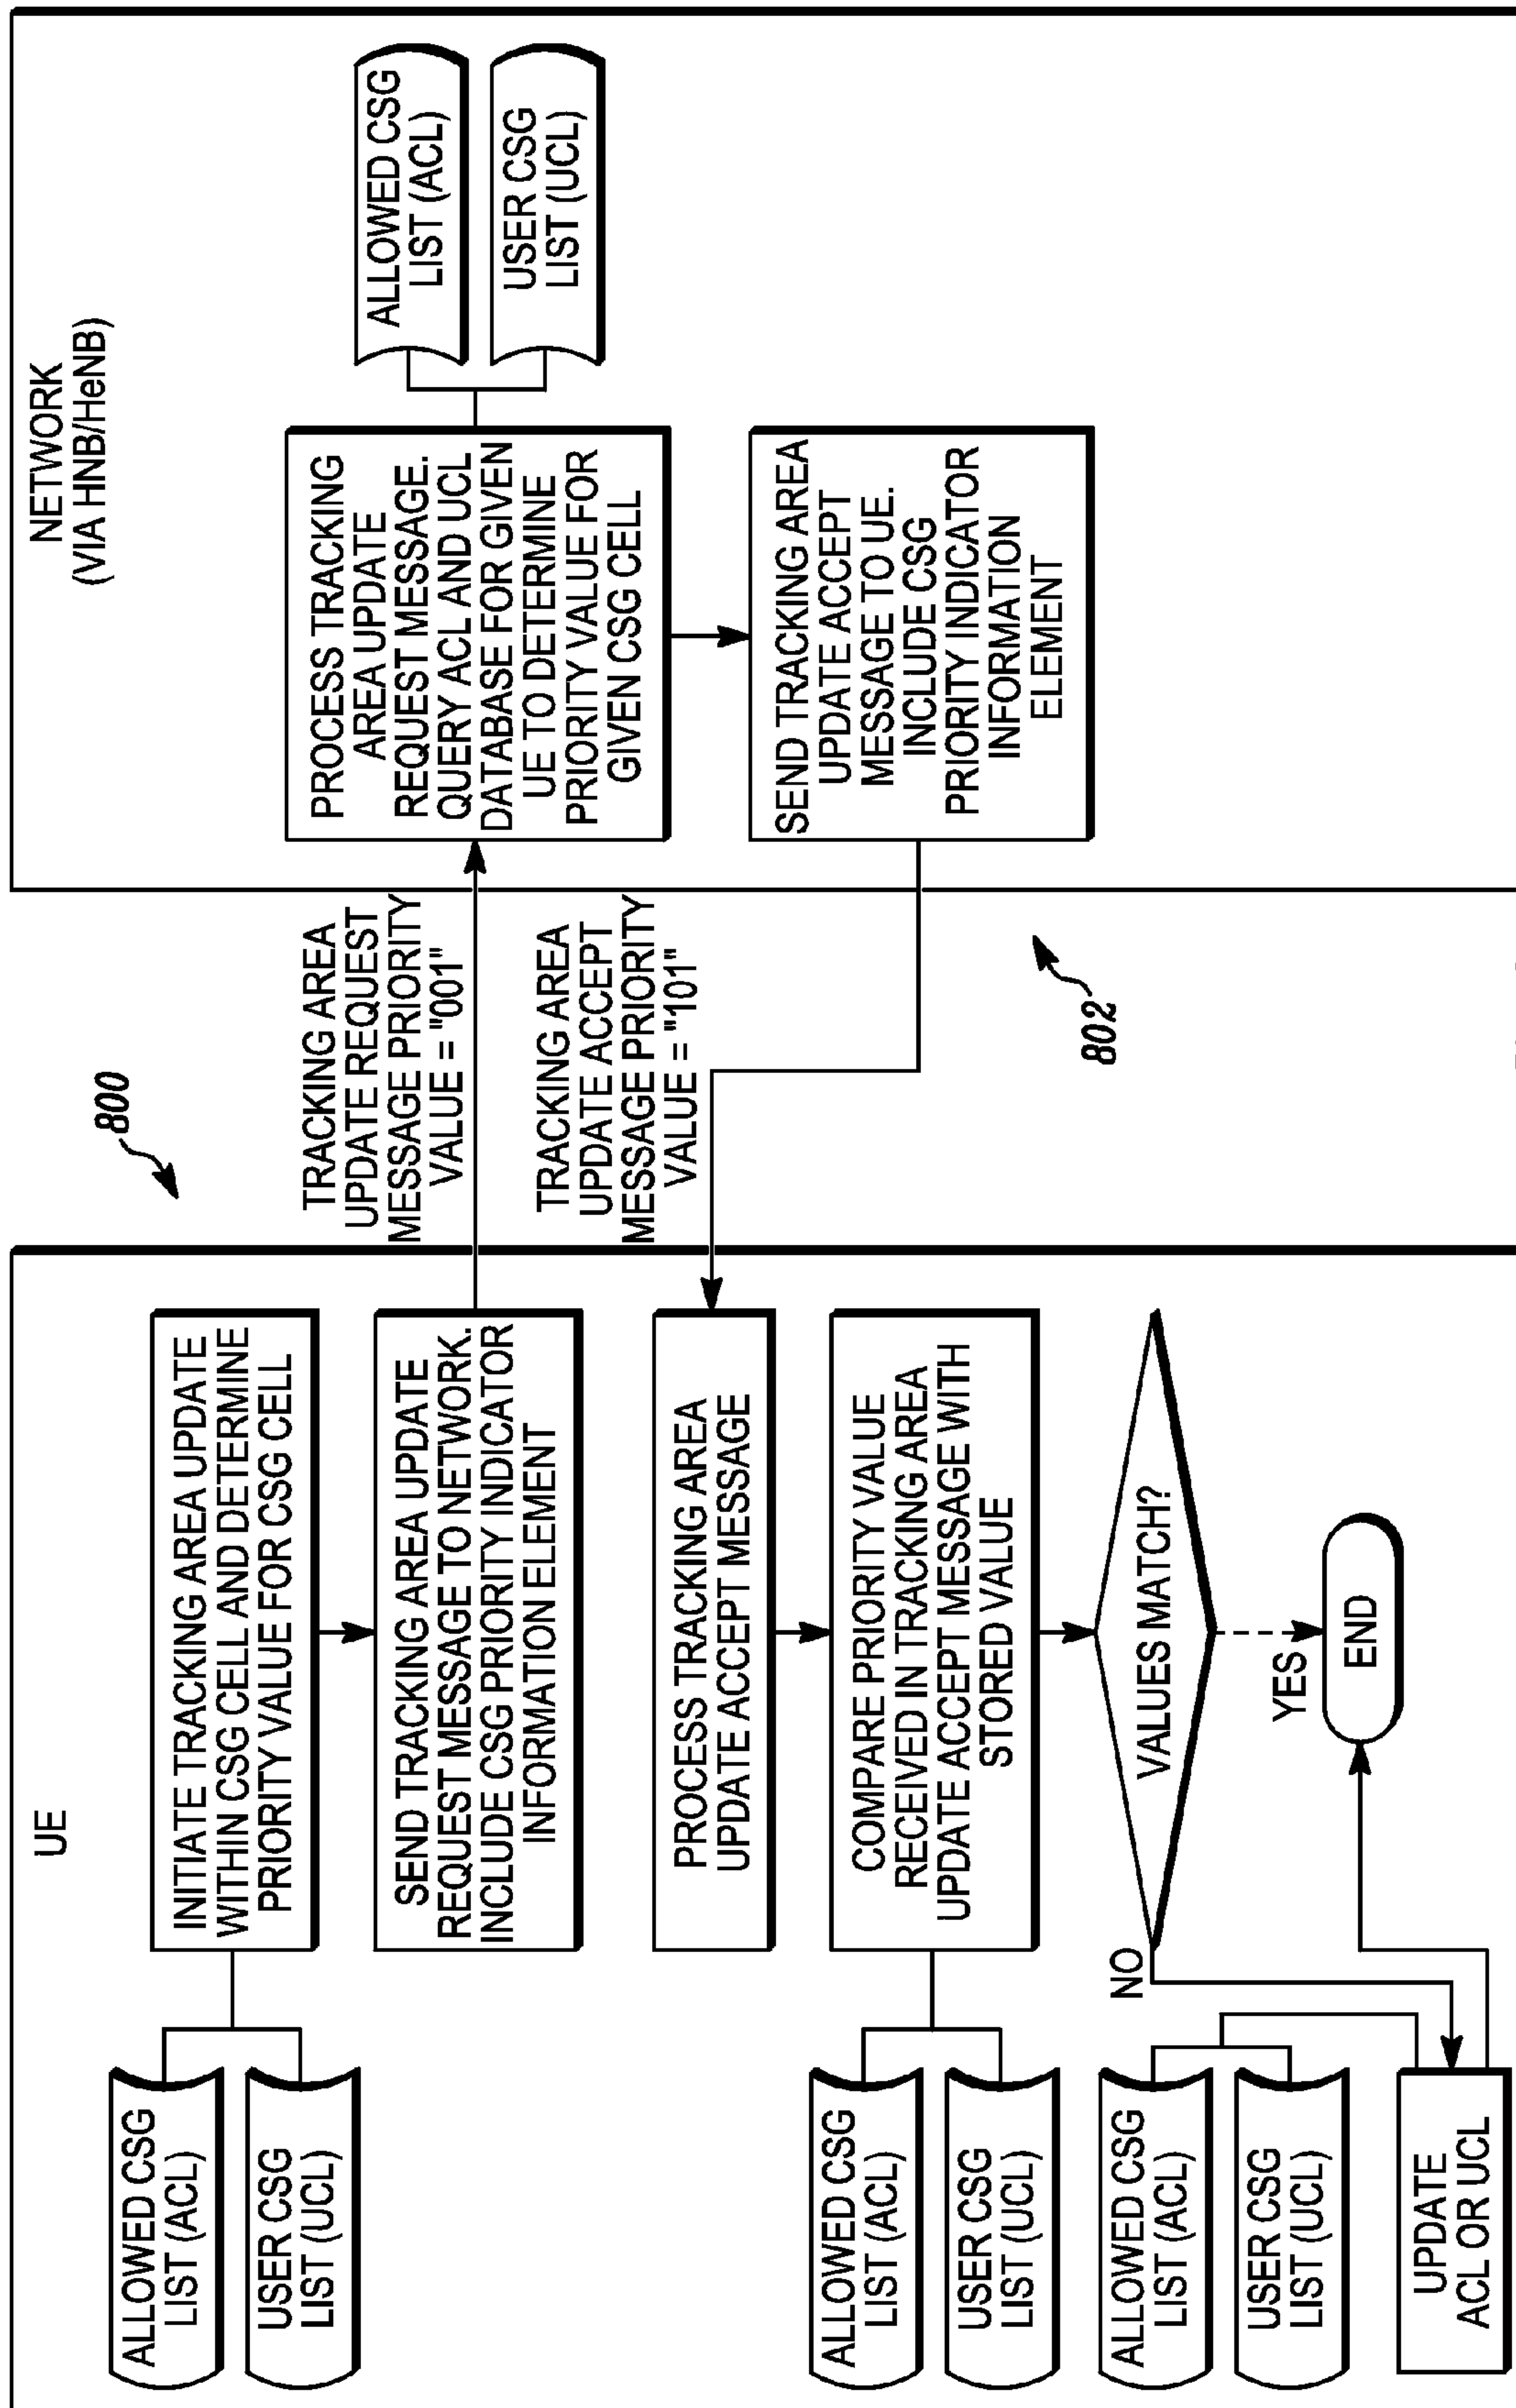 UE
ALLOWED CSG
LIST (ACL)
USER CSG
LIST (UCL)
INITIATE TRACKING AREA UPDATE
WITHIN CSG CELL AND DETERMINE
PRIORITY VALUE FOR CSG CELL
SEND TRACKING AREA UPDATE
REQUEST MESSAGE TO NETWORK.
INCLUDE CSG PRIORITY INDICATOR
INFORMATION ELEMENT
PROCESS TRACKING AREA
UPDATE ACCEPT MESSAGE
ALLOWED CSG
LIST (ACL)
USER CSG
LIST (UCL)
COMPARE PRIORITY VALUE
RECEIVED IN TRACKING AREA
UPDATE ACCEPT MESSAGE WITH
STORED VALUE
VALUES MATCH?
NO
YES
END
ALLOWED CSG
LIST (ACL)
USER CSG
LIST (UCL)
UPDATE
ACL OR UCL
800
TRACKING AREA
UPDATE REQUEST
MESSAGE PRIORITY
VALUE = "001"
TRACKING AREA
UPDATE ACCEPT
MESSAGE PRIORITY
VALUE = "101"
802
NETWORK
(VIA HNB/HeNB)
PROCESS TRACKING
AREA UPDATE
REQUEST MESSAGE.
QUERY ACL AND UCL
DATABASE FOR GIVEN
UE TO DETERMINE
PRIORITY VALUE FOR
GIVEN CSG CELL
ALLOWED CSG
LIST (ACL)
USER CSG
LIST (UCL)
SEND TRACKING AREA
UPDATE ACCEPT
MESSAGE TO UE.
INCLUDE CSG
PRIORITY INDICATOR
INFORMATION
ELEMENT